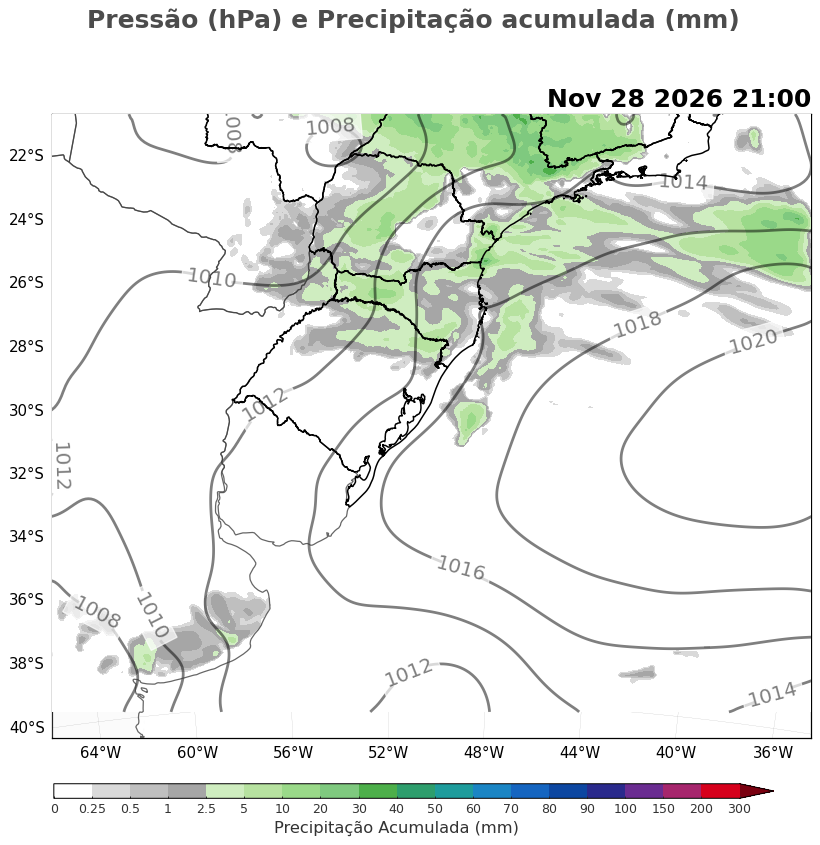 Pressão (hPa) e Precipitação acumulada (mm)
Nov 28 2026 21:00
1008
1008
1014
22°S
24°S
26°S
28°S
30°S
32°S
34°S
36°S
38°S
40°S
1010
1018
1020
1012
1012
1016
1008
1010
1012
1014
64°W 60°W 56°W 52°W 48°W 44°W 40°W 36°W
0 0.25 0.5 1 2.5 5 10 20 30 40 50 60 70 80 90 100 150 200 300
Precipitação Acumulada (mm)